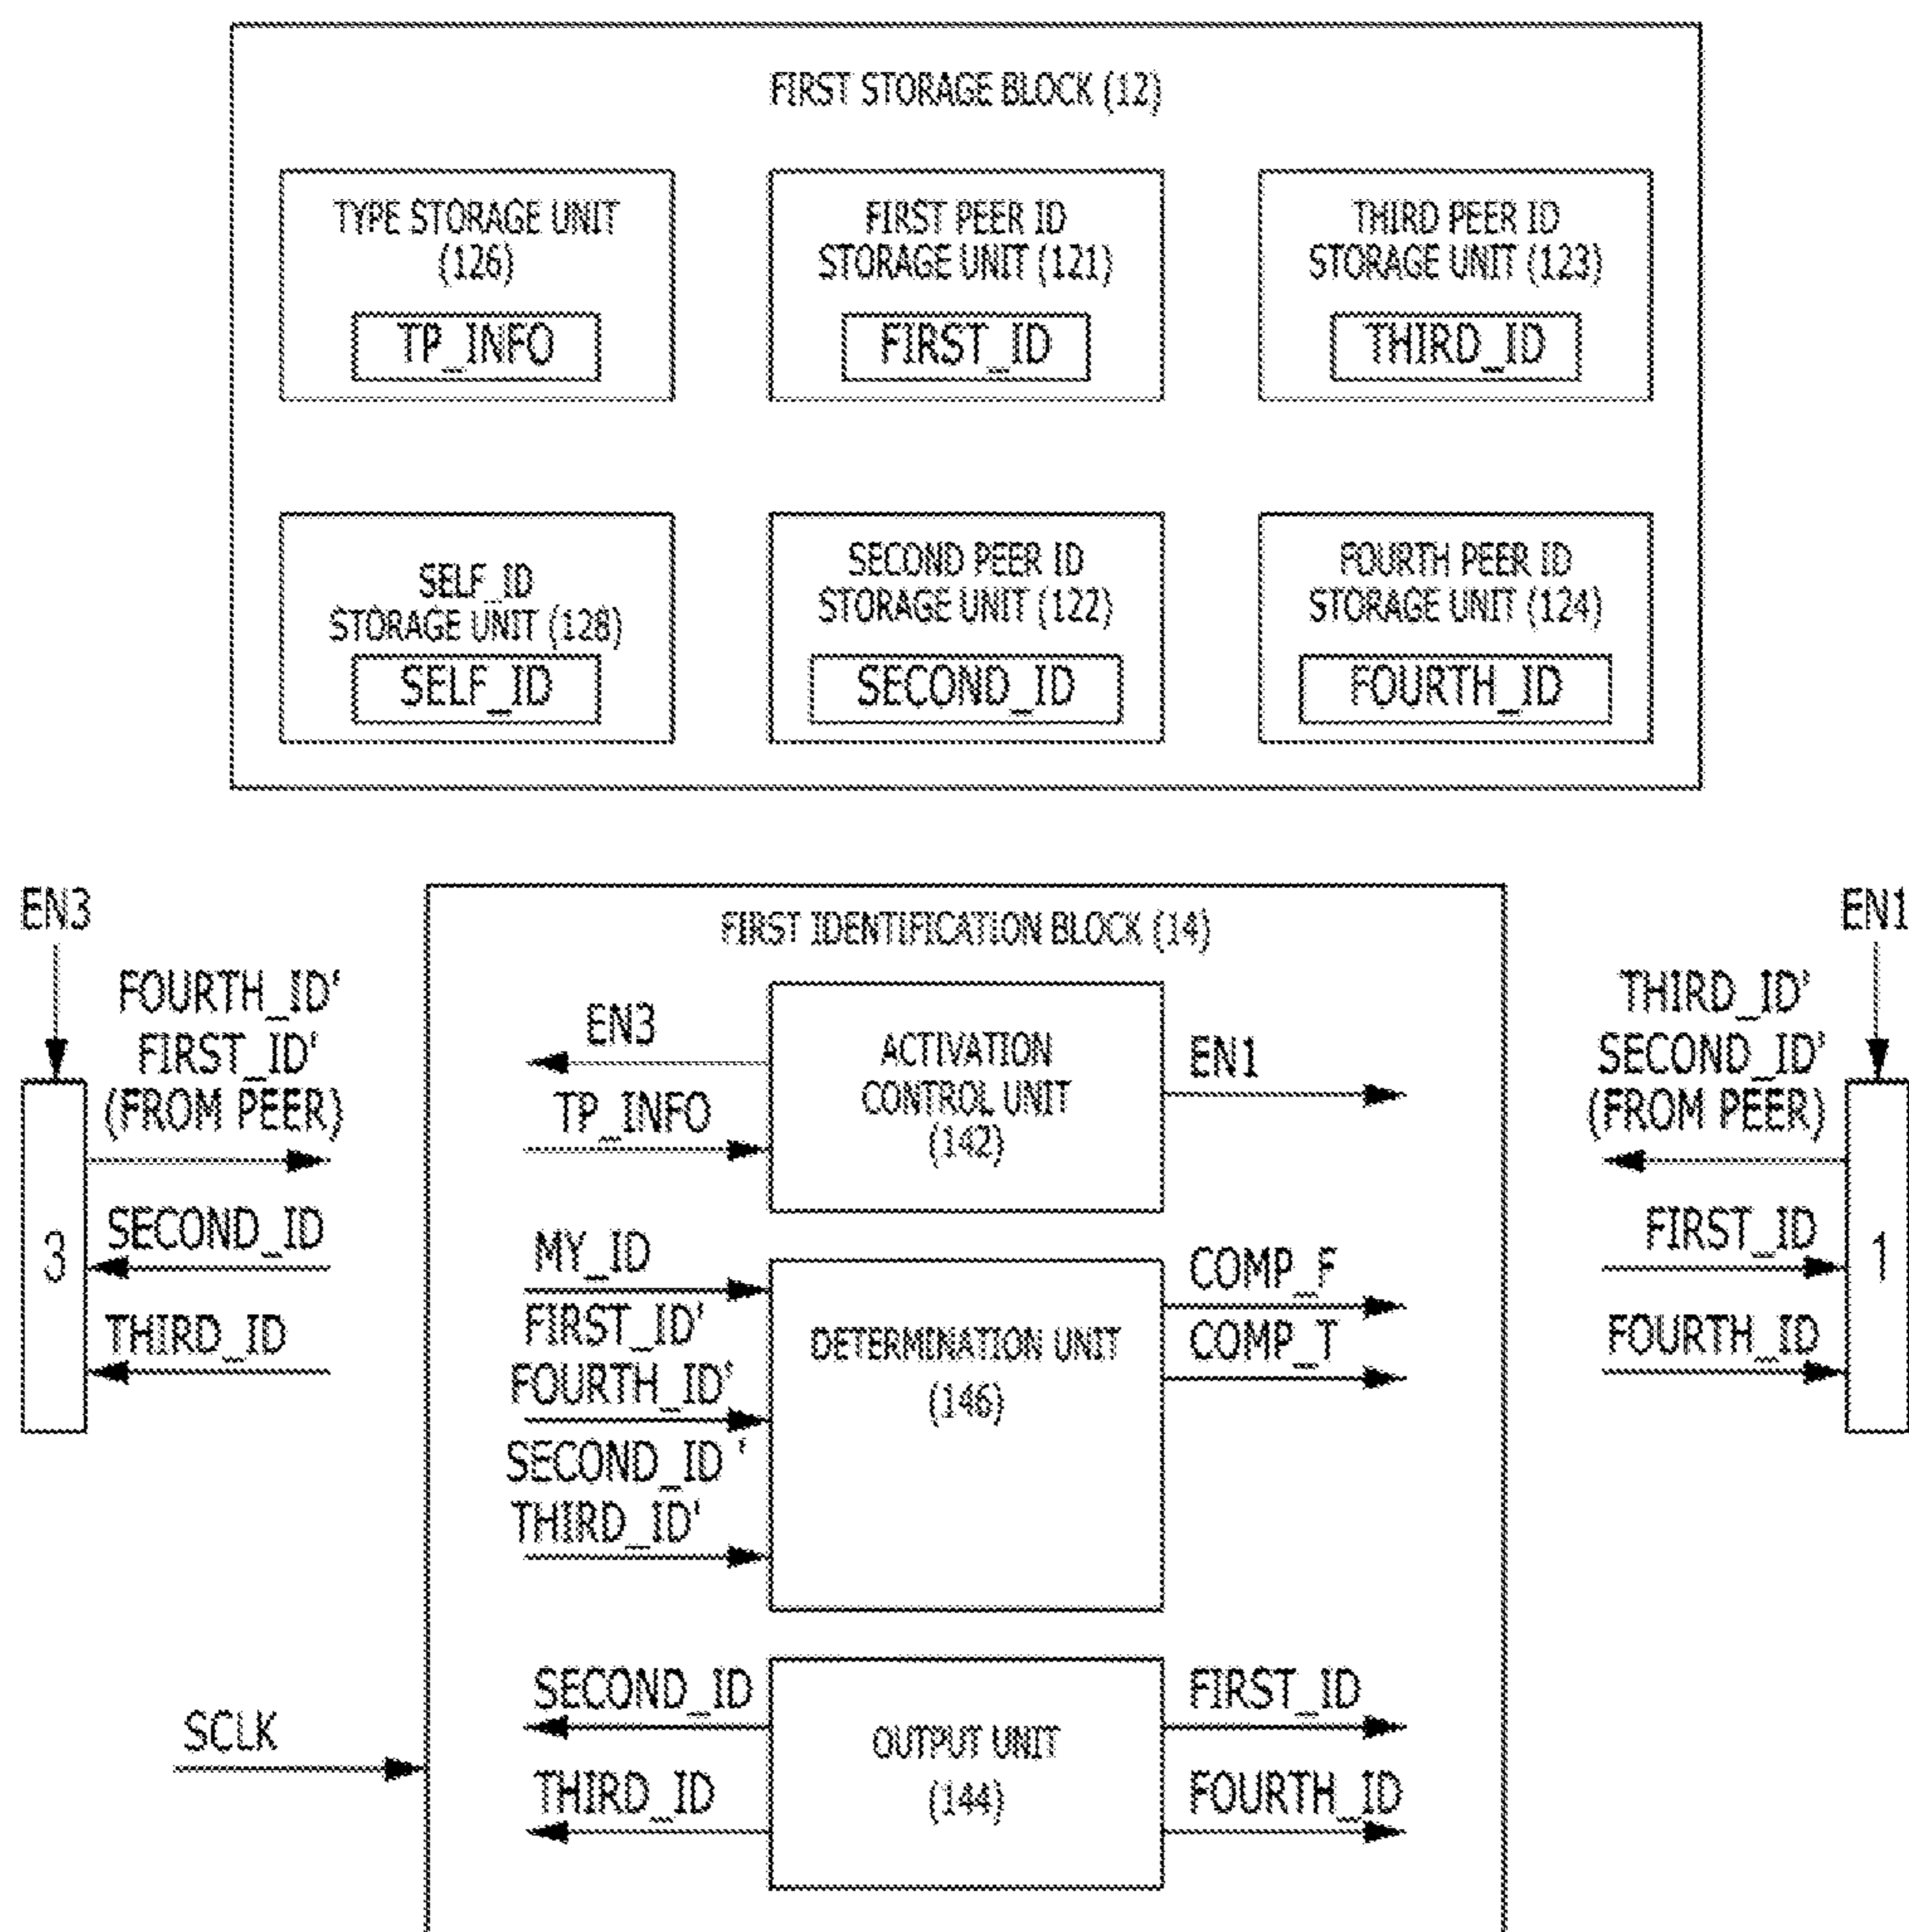 FIRST STORAGE BLOCK (12)
TYPE STORAGE UNIT
(126)
TP_INFO
FIRST PEER ID
STORAGE UNIT (121)
FIRST_ID
THIRD PEER ID
STORAGE UNIT (123)
THIRD_ID
SELF_ID
STORAGE UNIT (128)
SELF_ID
SECOND PEER ID
STORAGE UNIT (122)
SECOND_ID
FOURTH PEER ID
STORAGE UNIT (124)
FOURTH_ID
EN3
FOURTH_ID'
FIRST_ID'
(FROM PEER)
3
SECOND_ID
THIRD_ID
SCLK
FIRST IDENTIFICATION BLOCK (14)
EN3
TP_INFO
ACTIVATION
CONTROL UNIT
(142)
EN1
MY_ID
FIRST_ID'
FOURTH_ID'
SECOND_ID'
THIRD_ID'
DETERMINATION UNIT
(146)
COMP_F
COMP_T
SECOND_ID
THIRD_ID
OUTPUT UNIT
(144)
FIRST_ID
FOURTH_ID
EN1
THIRD_ID'
SECOND_ID'
(FROM PEER)
FIRST_ID
FOURTH_ID
1